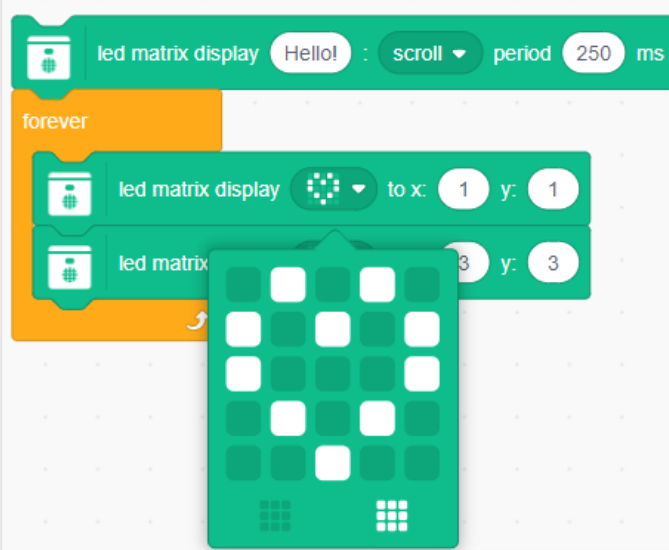 led matrix display Hello! : scroll period 250 ms
forever
led matrix display to x: 1 y: 1
led matrix 3 y: 3